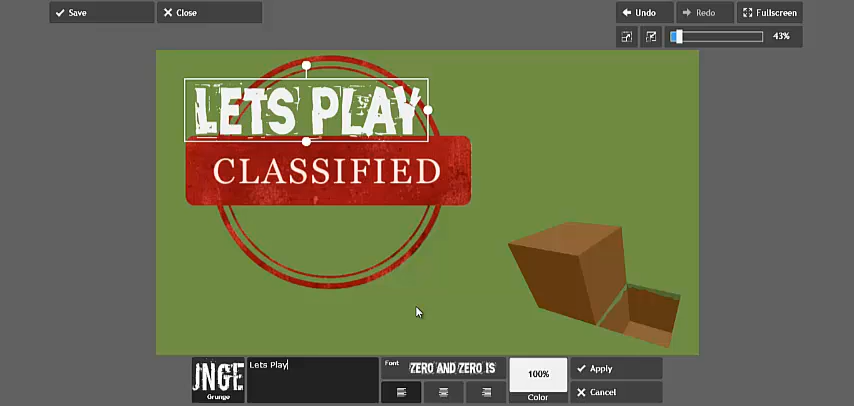 Save
Close
Undo
Redo
Fullscreen
43%
LETS PLAY
CLASSIFIED
UNGE
Grunge
Lets Play
Font
ZERO AND ZERO IS
100%
Color
Apply
Cancel